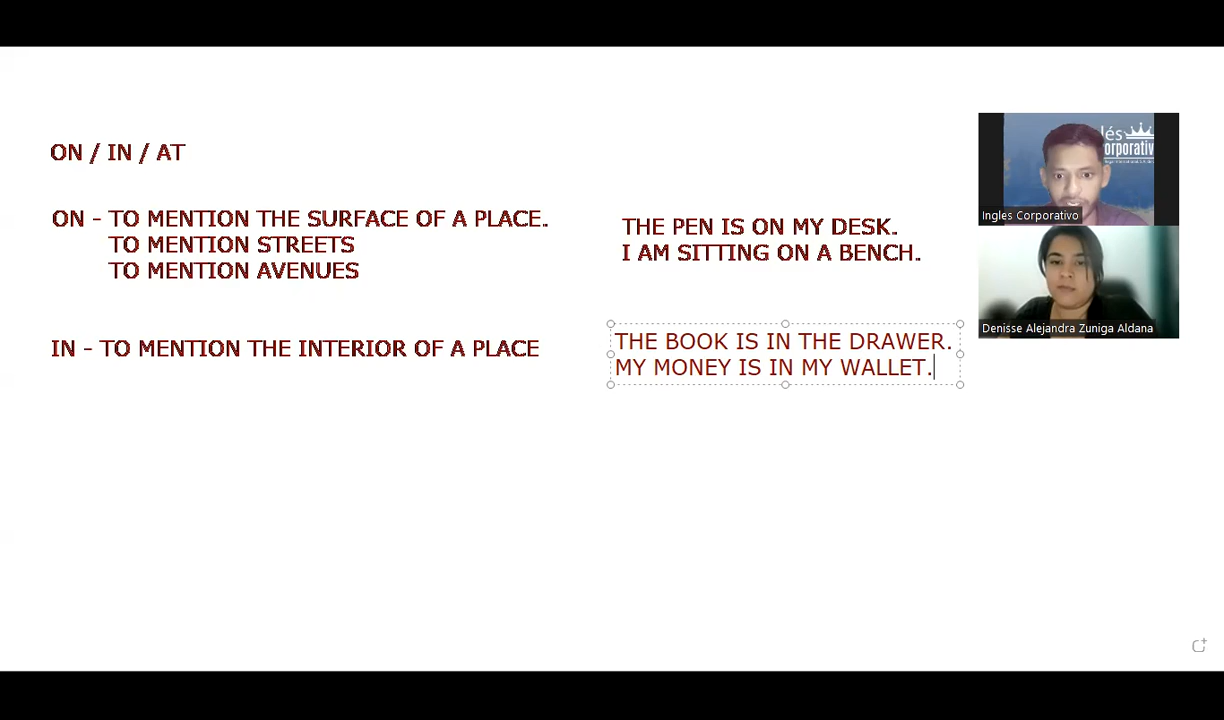 ON / IN / AT
ON - TO MENTION THE SURFACE OF A PLACE.
TO MENTION STREETS
TO MENTION AVENUES
THE PEN IS ON MY DESK.
I AM SITTING ON A BENCH.
IN - TO MENTION THE INTERIOR OF A PLACE
THE BOOK IS IN THE DRAWER.
MY MONEY IS IN MY WALLET.
Ingles Corporativo
Denisse Alejandra Zuniga Aldana